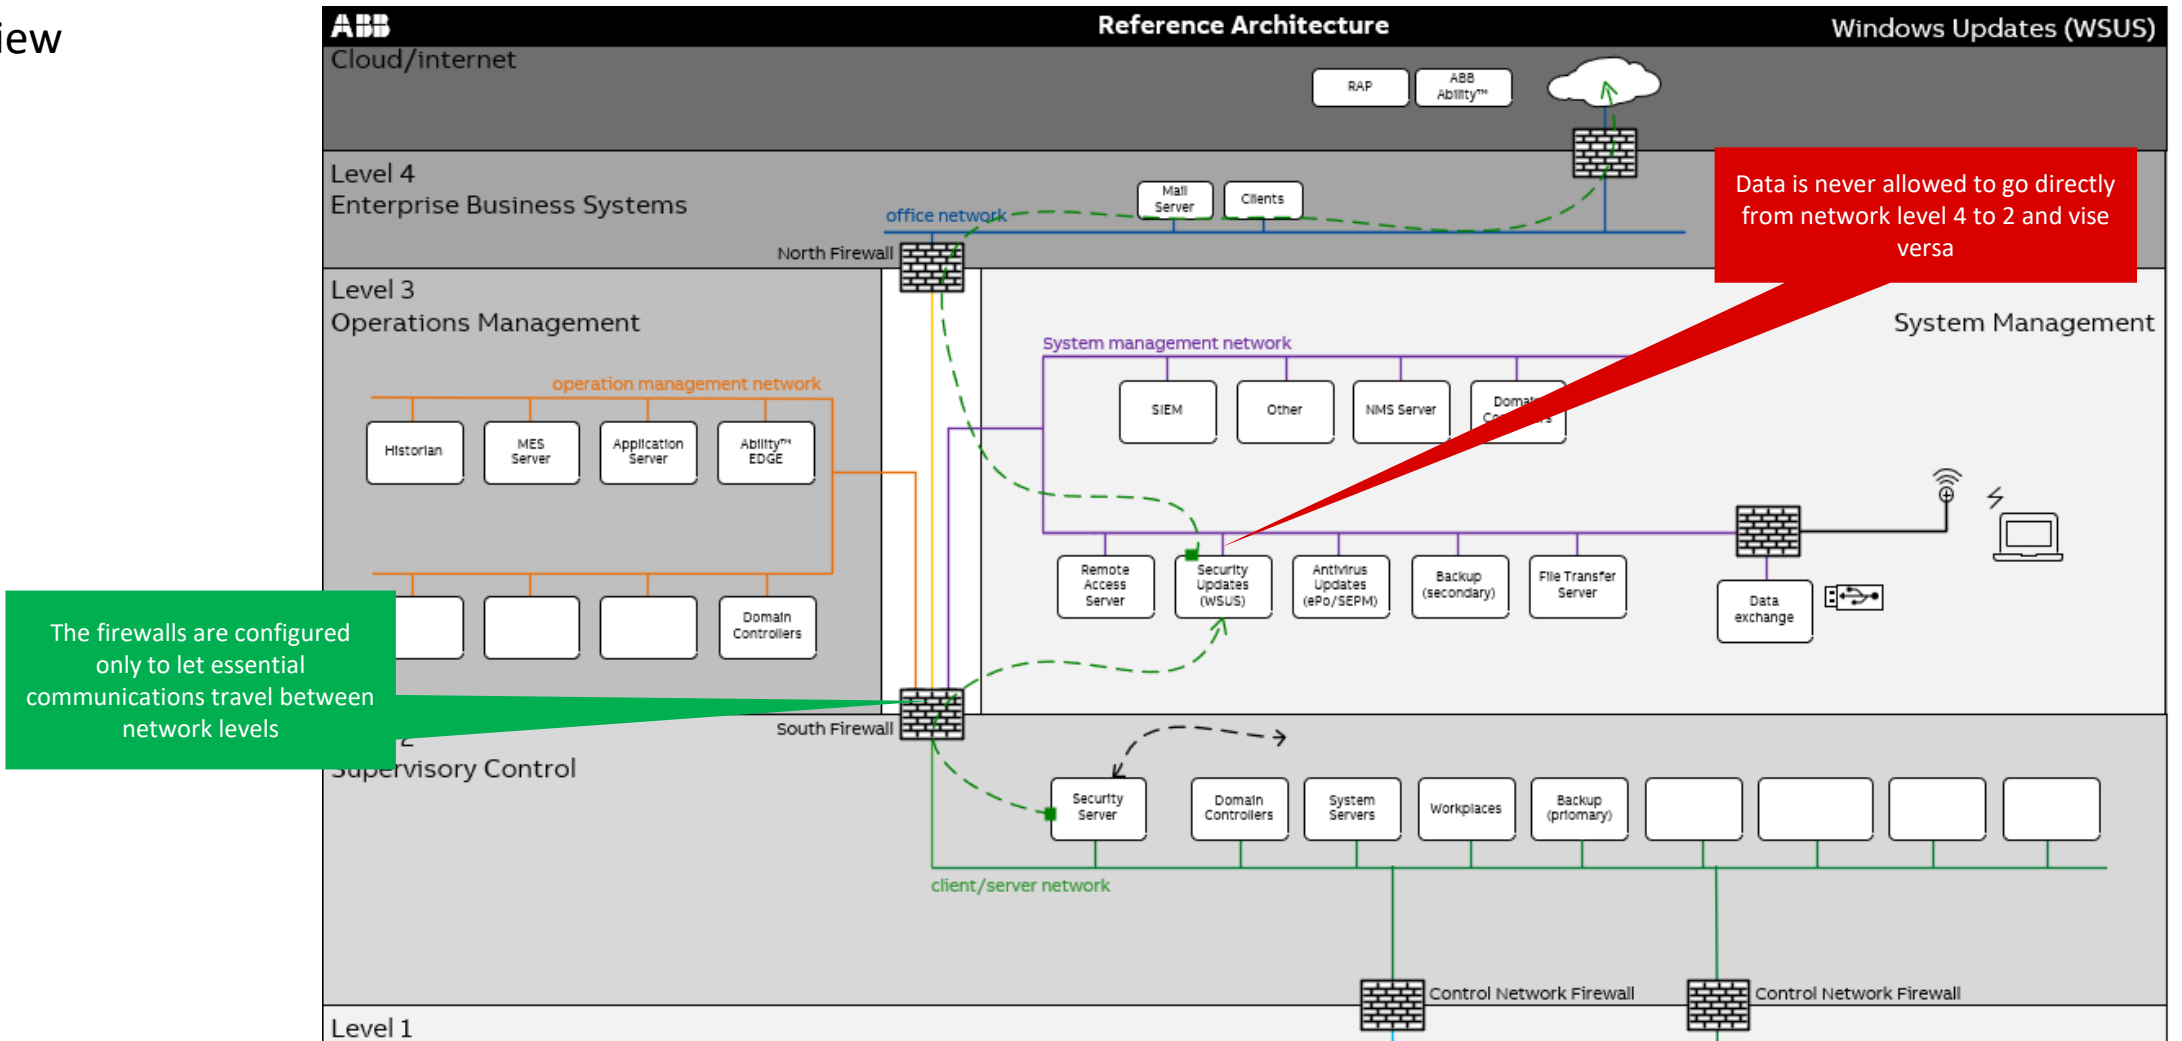 iew
ABB
Reference Architecture
Windows Updates (WSUS)
Cloud/internet
RAP
ABB
Ability™
Level 4
Enterprise Business Systems
Mail
Server
Clients
office network
North Firewall
Data is never allowed to go directly
from network level 4 to 2 and vise
versa
Level 3
Operations Management
System Management
System management network
operation management network
SIEM
Other
NMS Server
Historian
MES
Server
Application
Server
Ability™
EDGE
Remote
Access
Server
Security
Updates
(WSUS)
Antivirus
Updates
(ePo/SEPM)
Backup
(secondary)
File Transfer
Server
Data
exchange
Domain
Controllers
The firewalls are configured
only to let essential
communications travel between
network levels
South Firewall
2
Supervisory Control
Security
Server
Domain
Controllers
System
Servers
Workplaces
Backup
(priomary)
client/server network
Control Network Firewall
Control Network Firewall
Level 1